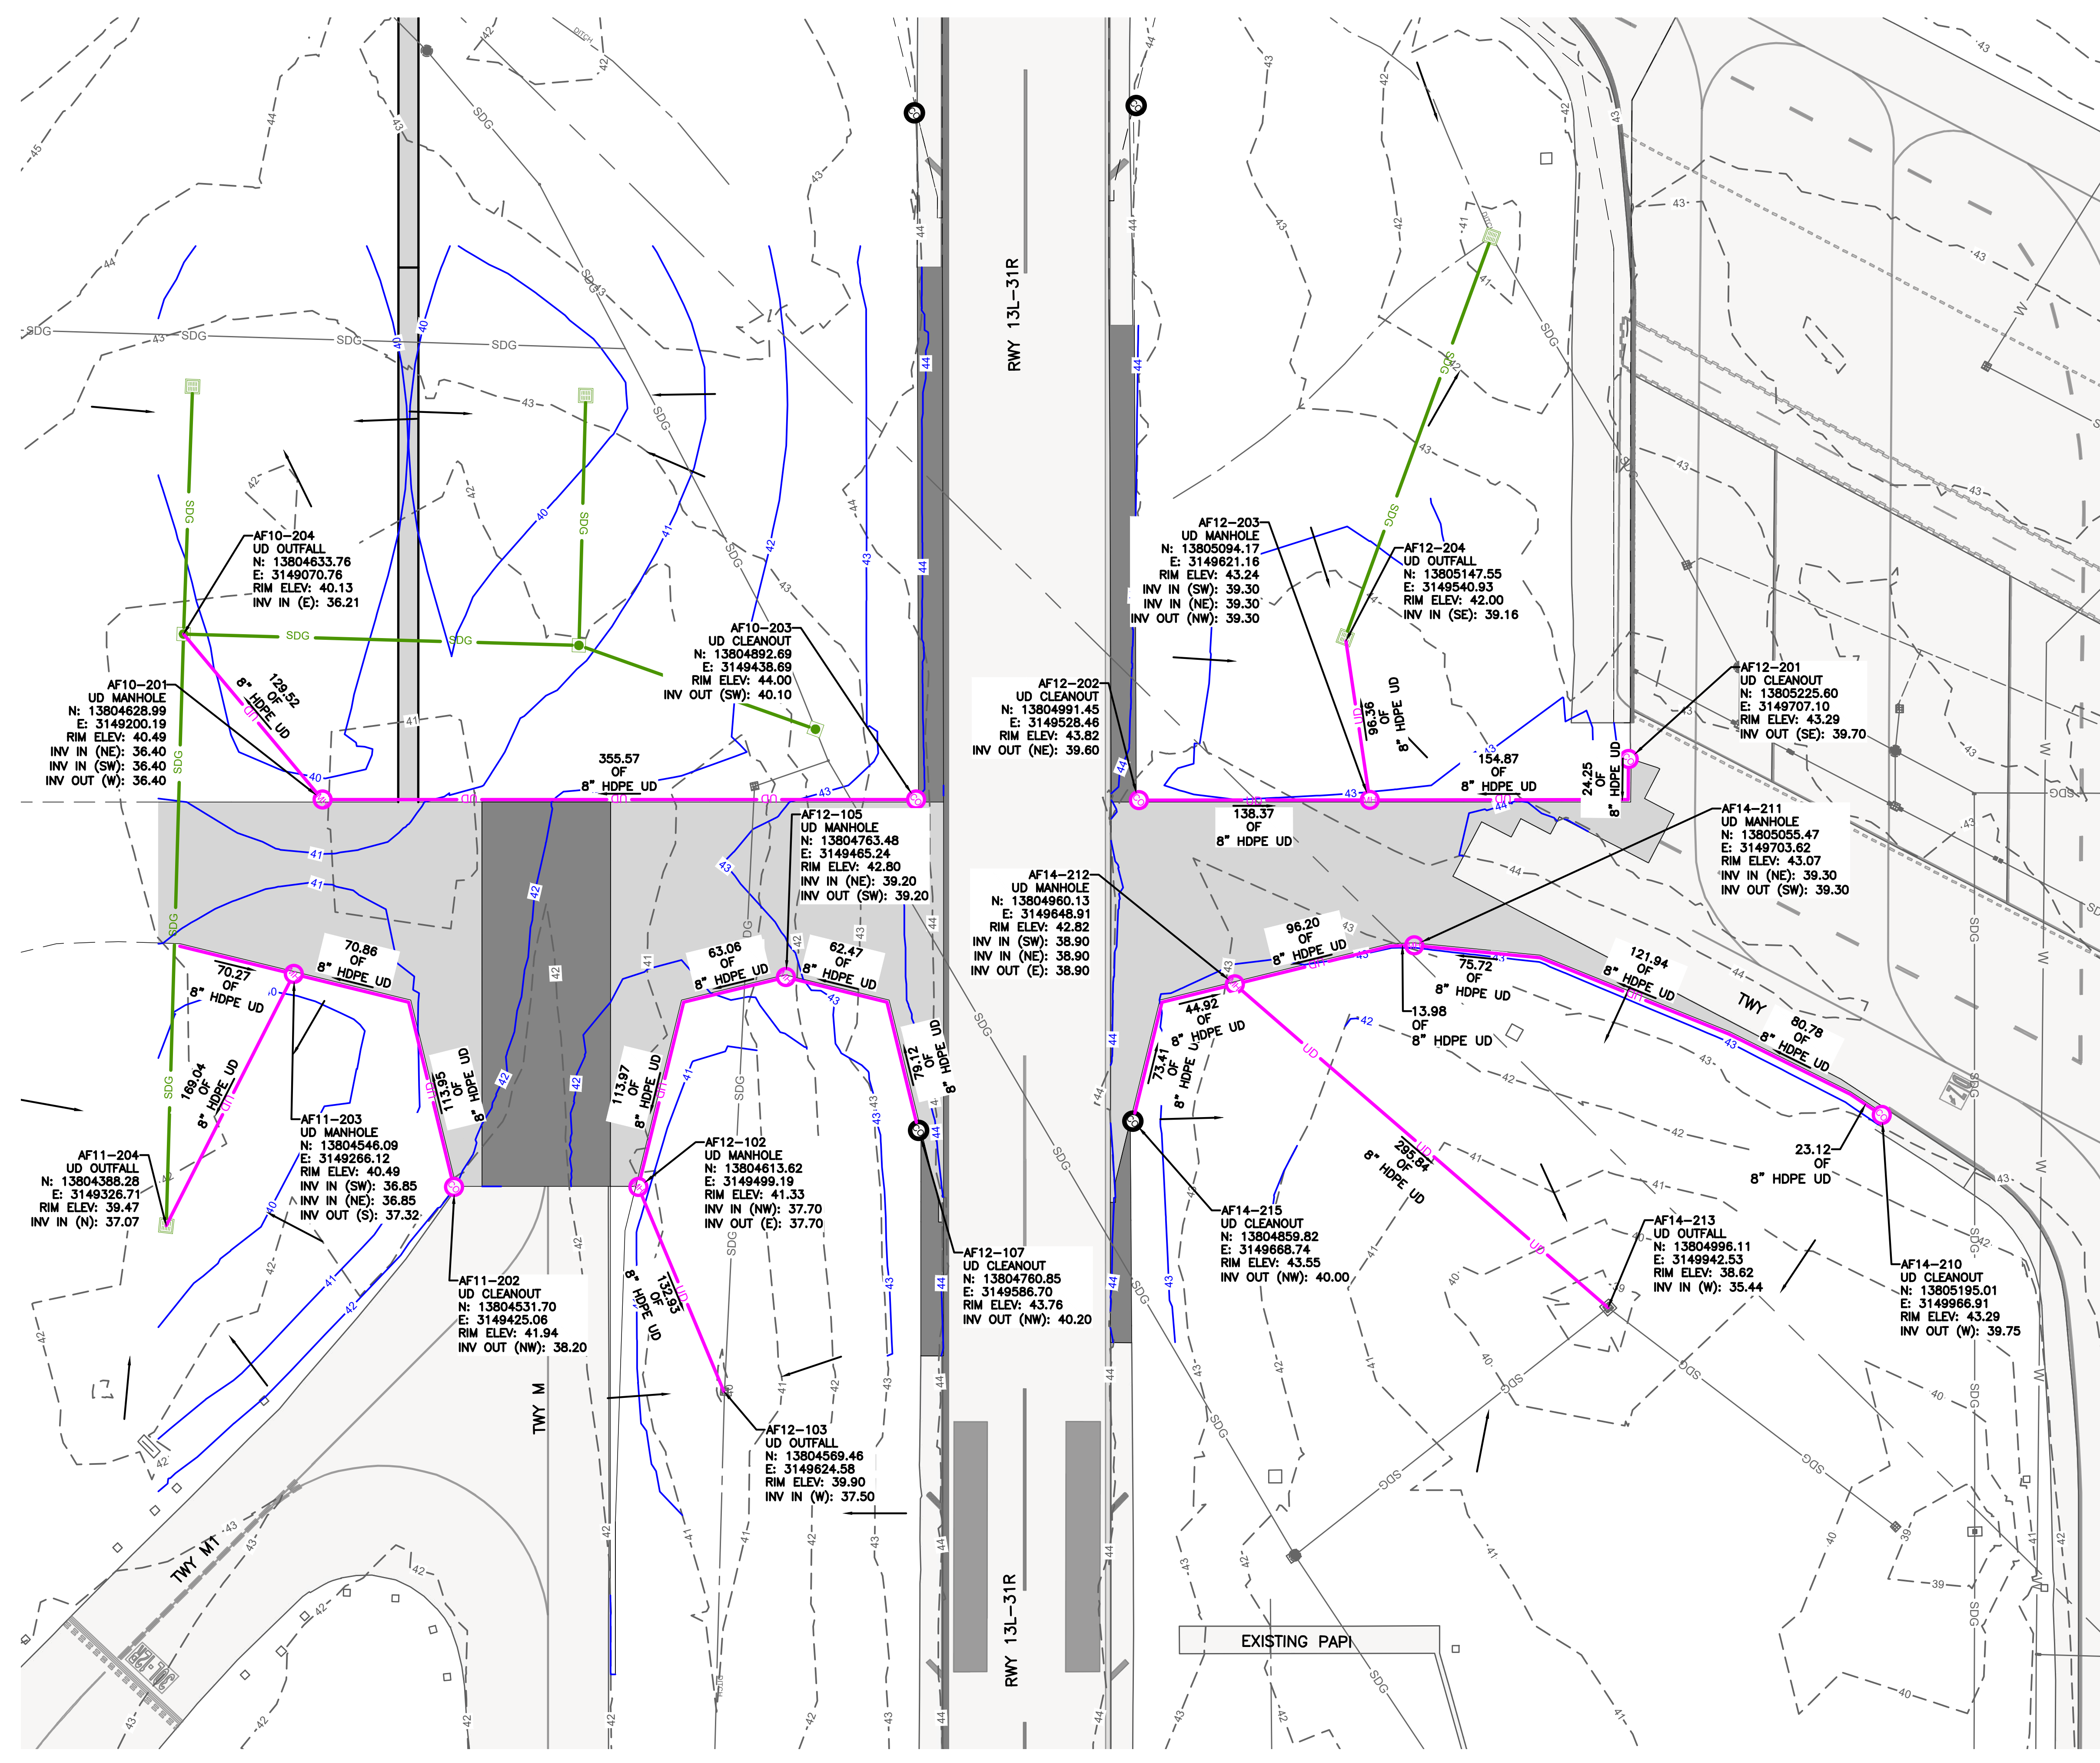 RWY 13L-31R
AF10-204
UD OUTFALL
N: 13804633.76
E: 3149070.76
RIM ELEV: 40.13
INV IN (E): 36.21
AF10-201
UD MANHOLE
N: 13804628.99
E: 3149200.19
RIM ELEV: 40.49
INV IN (NE): 36.40
INV IN (SW): 36.40
INV OUT (W): 36.40
129.52
OF
8" HDPE UD
AF10-203
UD CLEANOUT
N: 13804892.69
E: 3149438.69
RIM ELEV: 44.00
INV OUT (SW): 40.10
355.57
OF
8" HDPE UD
AF12-203
UD MANHOLE
N: 13805094.17
E: 3149621.16
RIM ELEV: 43.24
INV IN (SW): 39.30
INV IN (NE): 39.30
INV OUT (NW): 39.30
AF12-204
UD OUTFALL
N: 13805147.55
E: 3149540.93
RIM ELEV: 42.00
INV IN (SE): 39.16
AF12-202
UD CLEANOUT
N: 13804991.45
E: 3149528.46
RIM ELEV: 43.82
INV OUT (NE): 39.60
AF12-201
UD CLEANOUT
N: 13805225.60
E: 3149707.10
RIM ELEV: 43.29
INV OUT (SE): 39.70
96.36
OF
8" HDPE UD
154.87
OF
8" HDPE UD
24.25
OF
8" HDPE UD
138.37
OF
8" HDPE UD
AF12-105
UD MANHOLE
N: 13804763.48
E: 3149465.24
RIM ELEV: 42.80
INV IN (NE): 39.20
INV OUT (SW): 39.20
AF14-212
UD MANHOLE
N: 13804960.13
E: 3149648.91
RIM ELEV: 42.82
INV IN (SW): 38.90
INV IN (NE): 38.90
INV OUT (E): 38.90
AF14-211
UD MANHOLE
N: 13805055.47
E: 3149703.62
RIM ELEV: 43.07
INV IN (NE): 39.30
INV OUT (SW): 39.30
70.27
OF
8" HDPE UD
70.86
OF
8" HDPE UD
63.06
OF
8" HDPE UD
62.47
OF
8" HDPE UD
96.20
OF
8" HDPE UD
75.72
OF
8" HDPE UD
121.94
OF
8" HDPE UD
TWY
80.78
OF
8" HDPE UD
13.98
OF
8" HDPE UD
44.92
OF
8" HDPE UD
73.41
OF
8" HDPE UD
79.12
OF
8" HDPE UD
113.97
OF
8" HDPE UD
113.95
OF
8" HDPE UD
169.04
OF
8" HDPE UD
AF11-203
UD MANHOLE
N: 13804546.09
E: 3149266.12
RIM ELEV: 40.49
INV IN (SW): 36.85
INV IN (NE): 36.85
INV OUT (S): 37.32
AF11-204
UD OUTFALL
N: 13804388.28
E: 3149326.71
RIM ELEV: 39.47
INV IN (N): 37.07
AF12-102
UD MANHOLE
N: 13804613.62
E: 3149499.19
RIM ELEV: 41.33
INV IN (NW): 37.70
INV OUT (E): 37.70
295.84
OF
8" HDPE UD
23.12
OF
8" HDPE UD
AF14-215
UD CLEANOUT
N: 13804859.82
E: 3149668.74
RIM ELEV: 43.55
INV OUT (NW): 40.00
AF14-213
UD OUTFALL
N: 13804996.11
E: 3149942.53
RIM ELEV: 38.62
INV IN (W): 35.44
AF12-107
UD CLEANOUT
N: 13804760.85
E: 3149586.70
RIM ELEV: 43.76
INV OUT (NW): 40.20
AF14-210
UD CLEANOUT
N: 13805195.01
E: 3149966.91
RIM ELEV: 43.29
INV OUT (W): 39.75
AF11-202
UD CLEANOUT
N: 13804531.70
E: 3149425.06
RIM ELEV: 41.94
INV OUT (NW): 38.20
132.93
OF
8" HDPE UD
TWY M
AF12-103
UD OUTFALL
N: 13804569.46
E: 3149624.58
RIM ELEV: 39.90
INV IN (W): 37.50
TWY MT
RWY 13L-31R
EXISTING PAPI